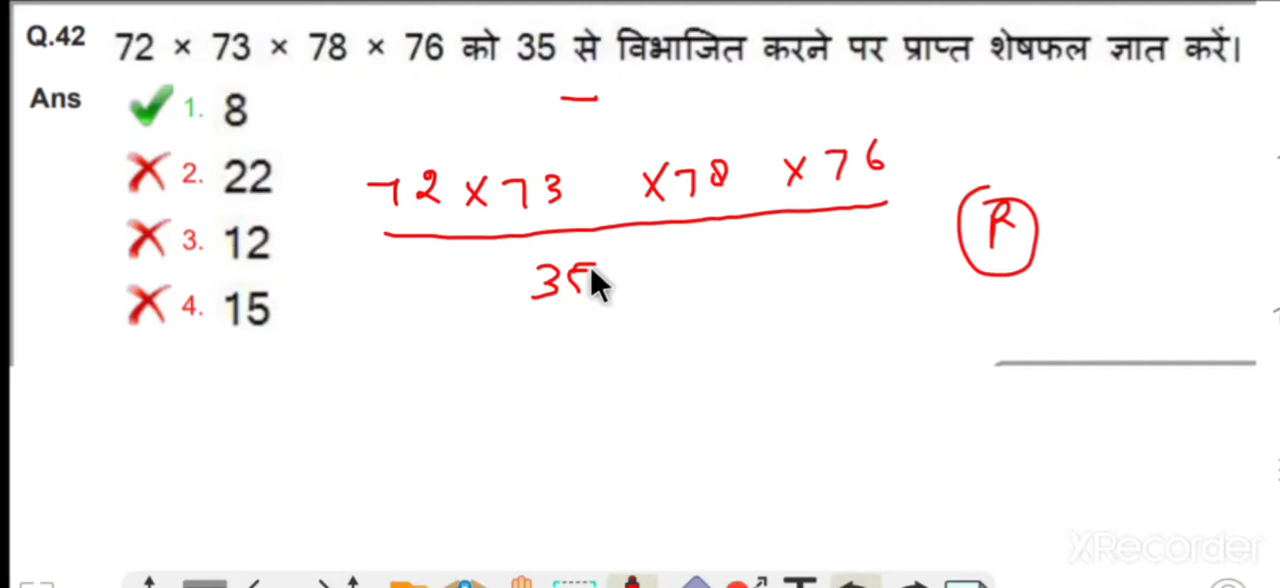 Q.42 72 × 73 × 78 × 76 को 35 से विभाजित करने पर प्राप्त शेषफल ज्ञात करें।
Ans 1. 8
2. 22
3. 12
4. 15
72 × 73 × 78 × 76
35
R
XRecorder